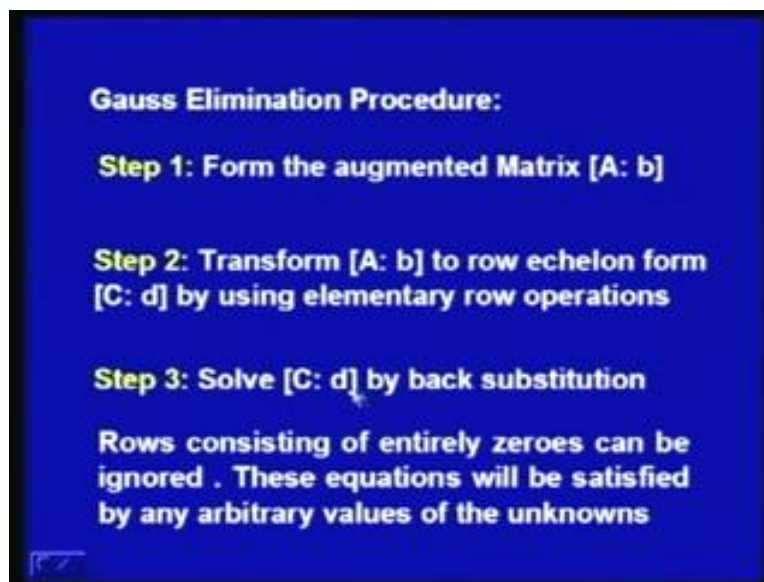 Gauss Elimination Procedure:
Step 1: Form the augmented Matrix [A: b]
Step 2: Transform [A: b] to row echelon form
[C: d] by using elementary row operations
Step 3: Solve [C: d] by back substitution
Rows consisting of entirely zeroes can be
ignored . These equations will be satisfied
by any arbitrary values of the unknowns